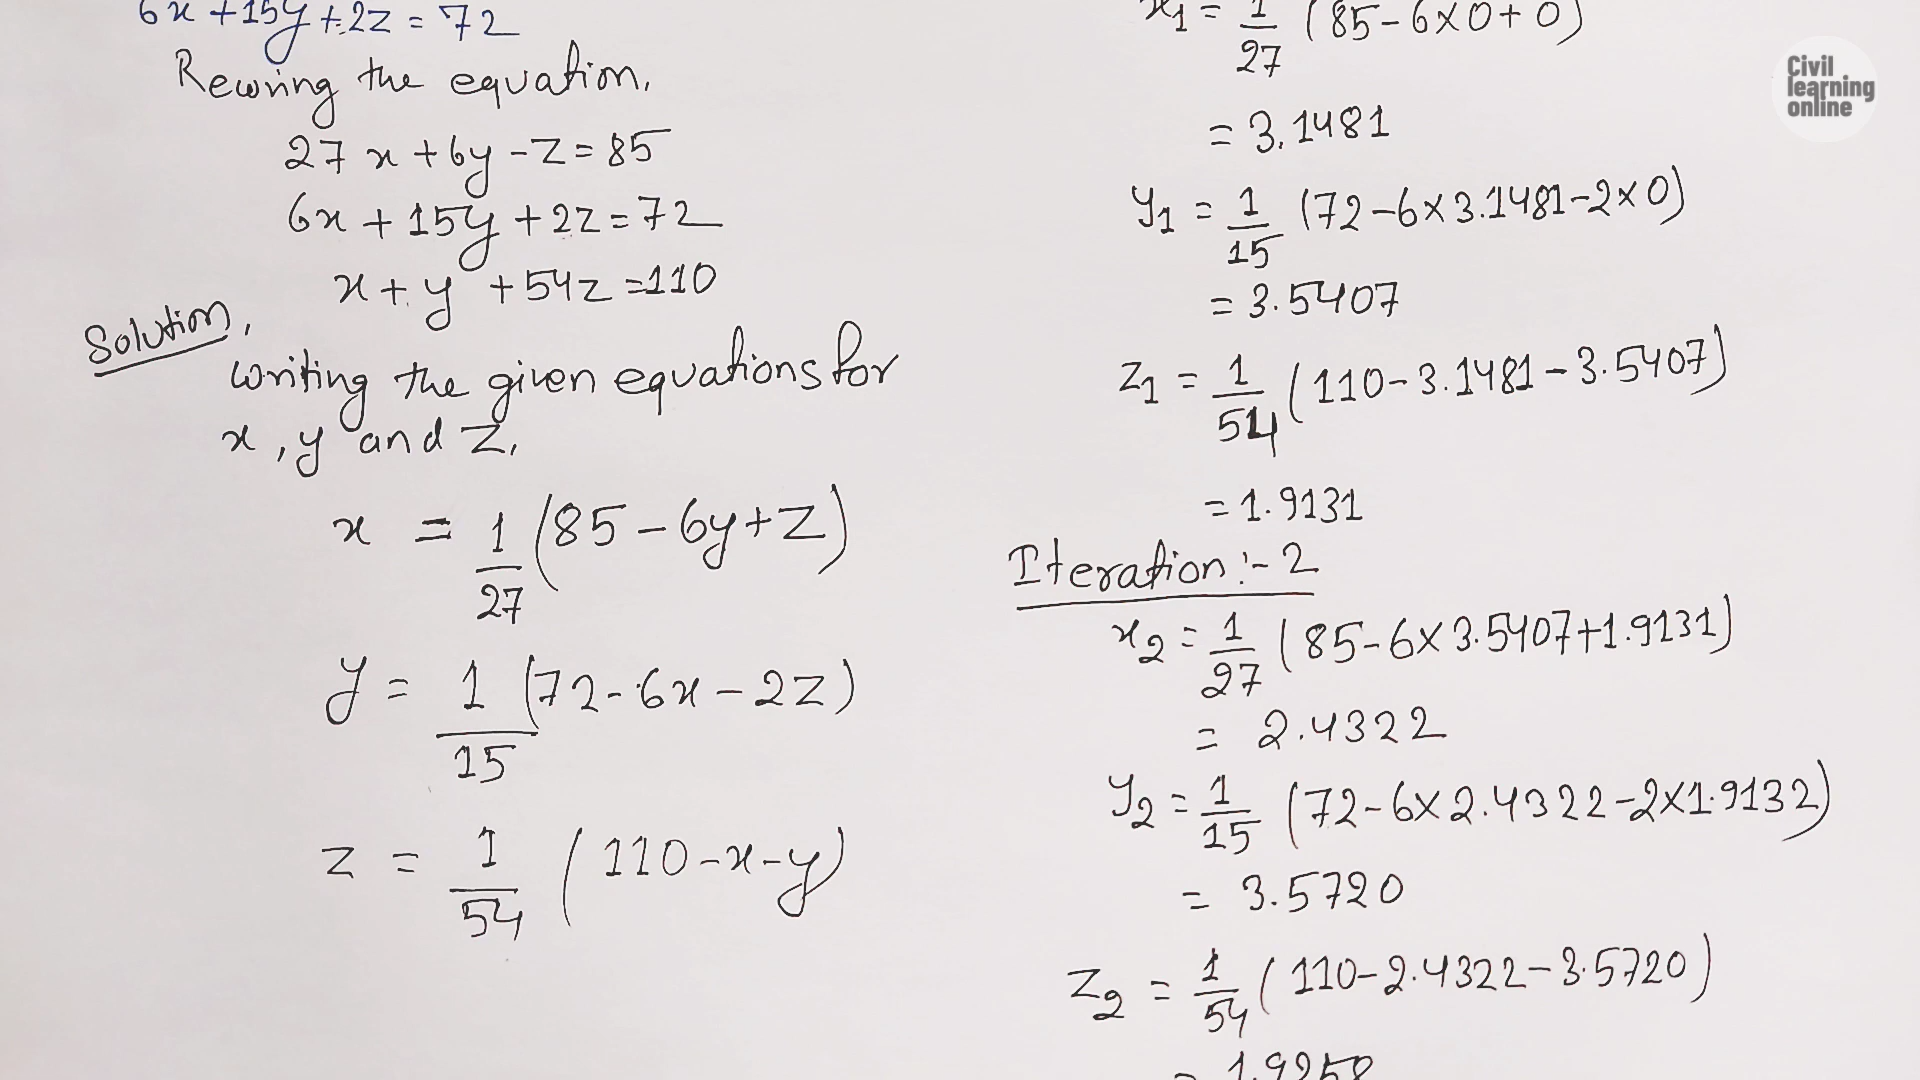 6x+15y+2z=72
Rewring the equation,
27x+6y-z=85
6x+15y+2z=72
x+y+54z=110
Solution,
Writing the given equations for
x, y and z,
x = 1/27 (85-6y+z)
y = 1/15 (72-6x-2z)
z = 1/54 (110-x-y)
x1 = 1/27 (85-6×0+0)
= 3.1481
y1 = 1/15 (72-6×3.1481-2×0)
= 3.5407
z1 = 1/54 (110-3.1481-3.5407)
= 1.9131
Iteration:- 2
x2 = 1/27 (85-6×3.5407+1.9131)
= 2.4322
y2 = 1/15 (72-6×2.4322-2×1.9132)
= 3.5720
z2 = 1/54 (110-2.4322-3.5720)
= 1.9258
Civil
learning
online